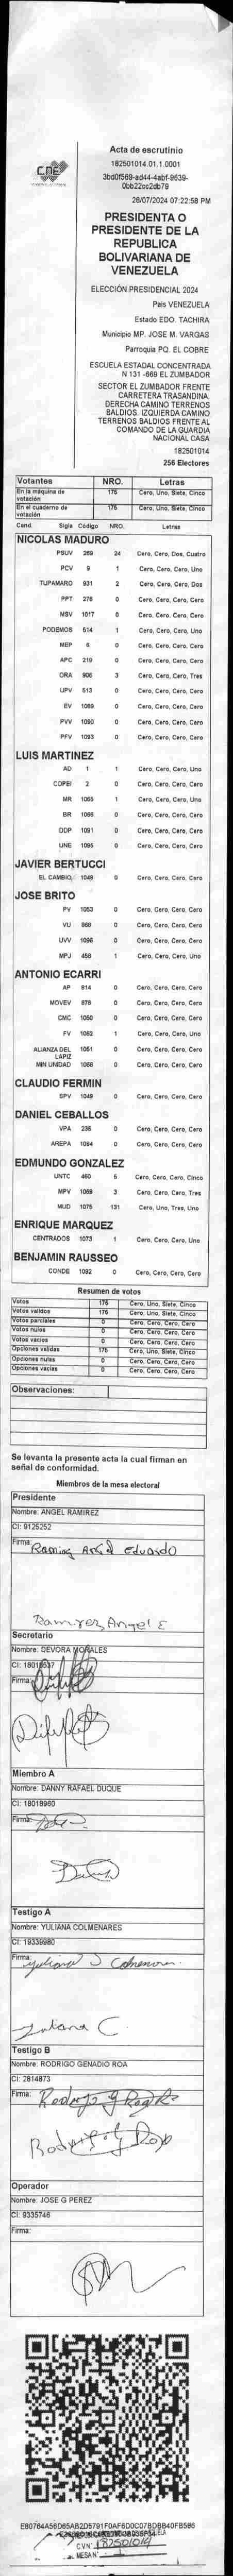 CNE
Acta de escrutinio
182501014.01.1.0001
3bd0f569-ad44-4abf-9639-
0bb22cc2db79
28/07/2024 07:22:58 PM
PRESIDENTA O
PRESIDENTE DE LA
REPUBLICA
BOLIVARIANA DE
VENEZUELA
ELECCIÓN PRESIDENCIAL 2024
Pais VENEZUELA
Estado EDO. TACHIRA
Municipio MP. JOSE M. VARGAS
Parroquia PQ. EL COBRE
ESCUELA ESTADAL CONCENTRADA
N 131 -669 EL ZUMBADOR
SECTOR EL ZUMBADOR FRENTE
CARRETERA TRASANDINA.
DERECHA CAMINO TERRENOS
BALDIOS. IZQUIERDA CAMINO
TERRENOS BALDIOS FRENTE AL
COMANDO DE LA GUARDIA
NACIONAL CASA
182501014
256 Electores
Votantes NRO. Letras
En la máquina de votación 175 Cero, Uno, Siete, Cinco
En el cuaderno de votación 175 Cero, Uno, Siete, Cinco
Cand. Sigla Código NRO. Letras
NICOLAS MADURO
PSUV 269 24 Cero, Cero, Dos, Cuatro
PCV 9 1 Cero, Cero, Cero, Uno
TUPAMARO 931 2 Cero, Cero, Cero, Dos
PPT 276 0 Cero, Cero, Cero, Cero
MSV 1017 0 Cero, Cero, Cero, Cero
PODEMOS 514 1 Cero, Cero, Cero, Uno
MEP 6 0 Cero, Cero, Cero, Cero
APC 219 0 Cero, Cero, Cero, Cero
ORA 906 3 Cero, Cero, Cero, Tres
UPV 513 0 Cero, Cero, Cero, Cero
EV 1089 0 Cero, Cero, Cero, Cero
PVV 1090 0 Cero, Cero, Cero, Cero
PFV 1093 0 Cero, Cero, Cero, Cero
LUIS MARTINEZ
AD 1 1 Cero, Cero, Cero, Uno
COPEI 2 0 Cero, Cero, Cero, Cero
MR 1065 1 Cero, Cero, Cero, Uno
BR 1066 0 Cero, Cero, Cero, Cero
DDP 1091 0 Cero, Cero, Cero, Cero
UNE 1095 0 Cero, Cero, Cero, Cero
JAVIER BERTUCCI
EL CAMBIO 1048 0 Cero, Cero, Cero, Cero
JOSE BRITO
PV 1053 0 Cero, Cero, Cero, Cero
VU 868 0 Cero, Cero, Cero, Cero
UVV 1096 0 Cero, Cero, Cero, Cero
MPJ 458 1 Cero, Cero, Cero, Uno
ANTONIO ECARRI
AP 914 0 Cero, Cero, Cero, Cero
MOVEV 878 0 Cero, Cero, Cero, Cero
CMC 1050 0 Cero, Cero, Cero, Cero
FV 1062 1 Cero, Cero, Cero, Uno
ALIANZA DEL LAPIZ 1051 0 Cero, Cero, Cero, Cero
MIN UNIDAD 1068 0 Cero, Cero, Cero, Cero
CLAUDIO FERMIN
SPV 1049 0 Cero, Cero, Cero, Cero
DANIEL CEBALLOS
VPA 236 0 Cero, Cero, Cero, Cero
AREPA 1094 0 Cero, Cero, Cero, Cero
EDMUNDO GONZALEZ
UNTC 460 5 Cero, Cero, Cero, Cinco
MPV 1069 3 Cero, Cero, Cero, Tres
MUD 1075 131 Cero, Uno, Tres, Uno
ENRIQUE MARQUEZ
CENTRADOS 1073 1 Cero, Cero, Cero, Uno
BENJAMIN RAUSSEO
CONDE 1092 0 Cero, Cero, Cero, Cero
Resumen de votos
Votos 175 Cero, Uno, Siete, Cinco
Votos validos 175 Cero, Uno, Siete, Cinco
Votos parciales 0 Cero, Cero, Cero, Cero
Votos nulos 0 Cero, Cero, Cero, Cero
Votos vacios 0 Cero, Cero, Cero, Cero
Opciones validas 175 Cero, Uno, Siete, Cinco
Opciones nulas 0 Cero, Cero, Cero, Cero
Opciones vacias 0 Cero, Cero, Cero, Cero
Observaciones:
Se levanta la presente acta la cual firman en
señal de conformidad.
Miembros de la mesa electoral
Presidente
Nombre: ANGEL RAMIREZ
CI: 9125252
Firma: Ramirez Angel Eduardo
Ramirez Angel E
Secretario
Nombre: DEVORA MORALES
CI: 18018537
Firma:
Miembro A
Nombre: DANNY RAFAEL DUQUE
CI: 18018960
Firma:
Testigo A
Nombre: YULIANA COLMENARES
CI: 19339980
Firma: Yuliana J Colmenares
Yuliana C
Testigo B
Nombre: RODRIGO GENADIO ROA
CI: 2814873
Firma: Rodrigo G Roa
Rodrigo G Roa
Operador
Nombre: JOSE G PEREZ
CI: 9335746
Firma:
E80764A56D65AB2D5791F0AF6D0C07BDBB40FB586
C.V.N° 182501014
MESA N°